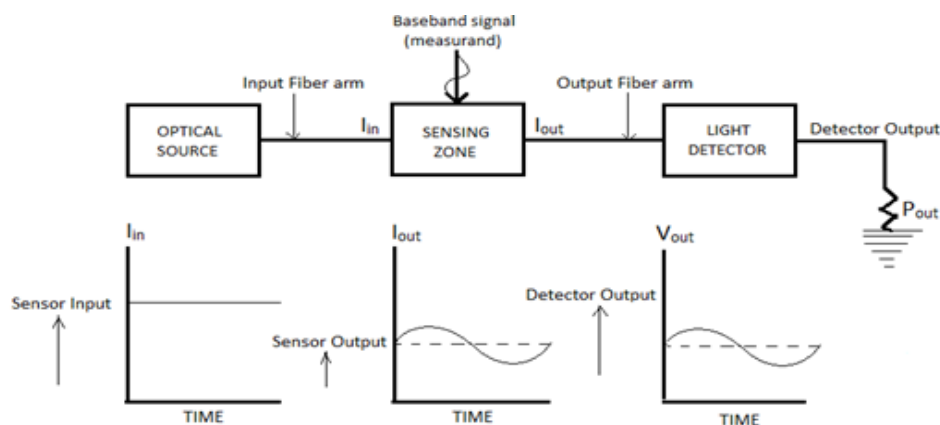 Baseband signal
(measurand)
Input Fiber arm
Output Fiber arm
OPTICAL
SOURCE
Iin
SENSING
ZONE
Iout
LIGHT
DETECTOR
Detector Output
Pout
Iin
Iout
Vout
Sensor Input
Sensor Output
Detector Output
TIME
TIME
TIME